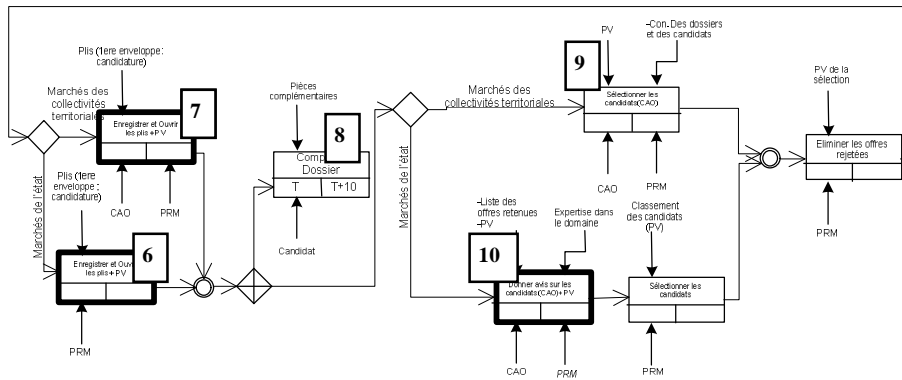 Plis (1ere enveloppe :
candidature)
Marchés des
collectivités
territoriales
7
Enregistrer et Ouvrir
les plis +PV
CAO
PRM
Marchés de l'état
Plis (1ere
enveloppe ;
candidature)
6
Enregistrer et Ouv
les plis + PV
PRM
Pièces
complémentaires
8
Comp
Dossier
T
T+10
Candidat
Marchés des
collectivités territoriales
Marchés de l'état
PV
-Con. Des dossiers
et des candidats
9
Sélectionner les
candidats(CAO)
CAO
PRM
-Liste des
offres retenues
-PV
Expertise dans
le domaine
10
Donner avis sur les
candidats(CAO)+PV
CAO
PRM
Classement
des candidats
(PV)
Sélectionner les
candidats
PRM
PV de la
sélection
Eliminer les offres
rejetées
PRM